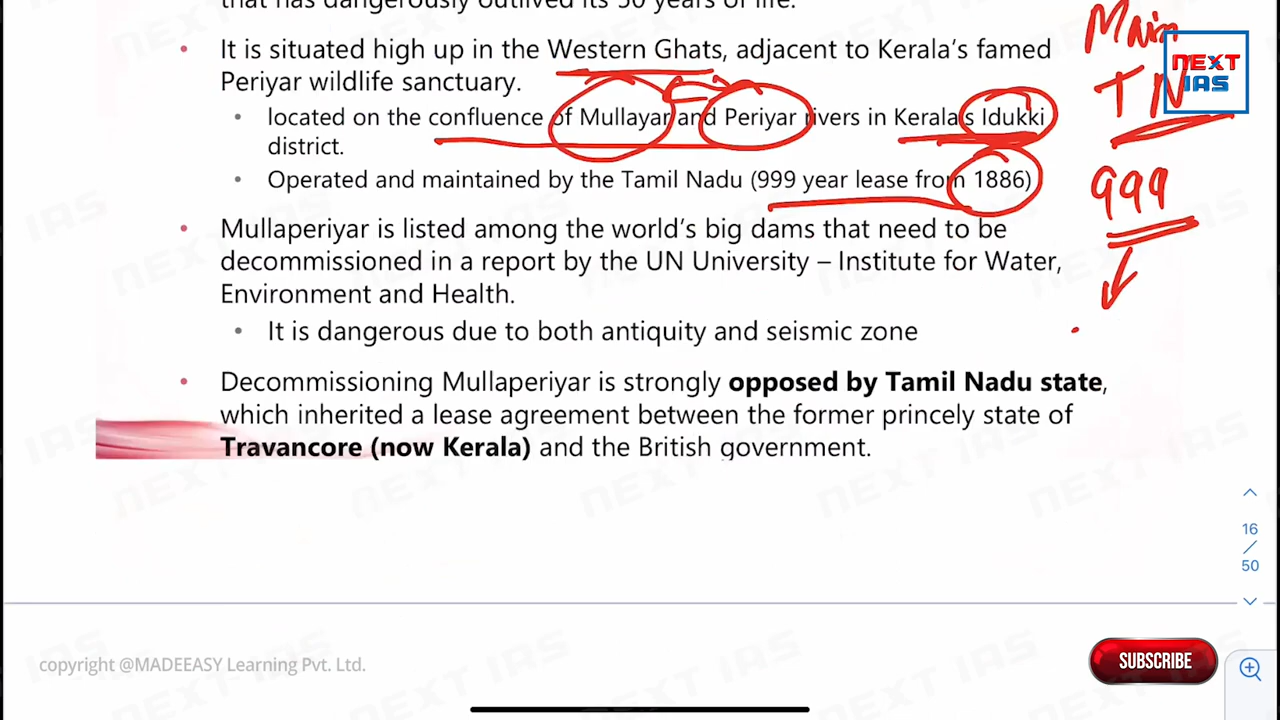 that has dangerously outlived its 50 years of life.
• It is situated high up in the Western Ghats, adjacent to Kerala's famed
Periyar wildlife sanctuary.
• located on the confluence of Mullayar and Periyar rivers in Kerala's Idukki
district.
• Operated and maintained by the Tamil Nadu (999 year lease from 1886)
• Mullaperiyar is listed among the world's big dams that need to be
decommissioned in a report by the UN University – Institute for Water,
Environment and Health.
• It is dangerous due to both antiquity and seismic zone
• Decommissioning Mullaperiyar is strongly opposed by Tamil Nadu state,
which inherited a lease agreement between the former princely state of
Travancore (now Kerala) and the British government.
Main
TN
999
NEXT
IAS
16
/
50
copyright @MADEEASY Learning Pvt. Ltd.
SUBSCRIBE
NEXT IAS